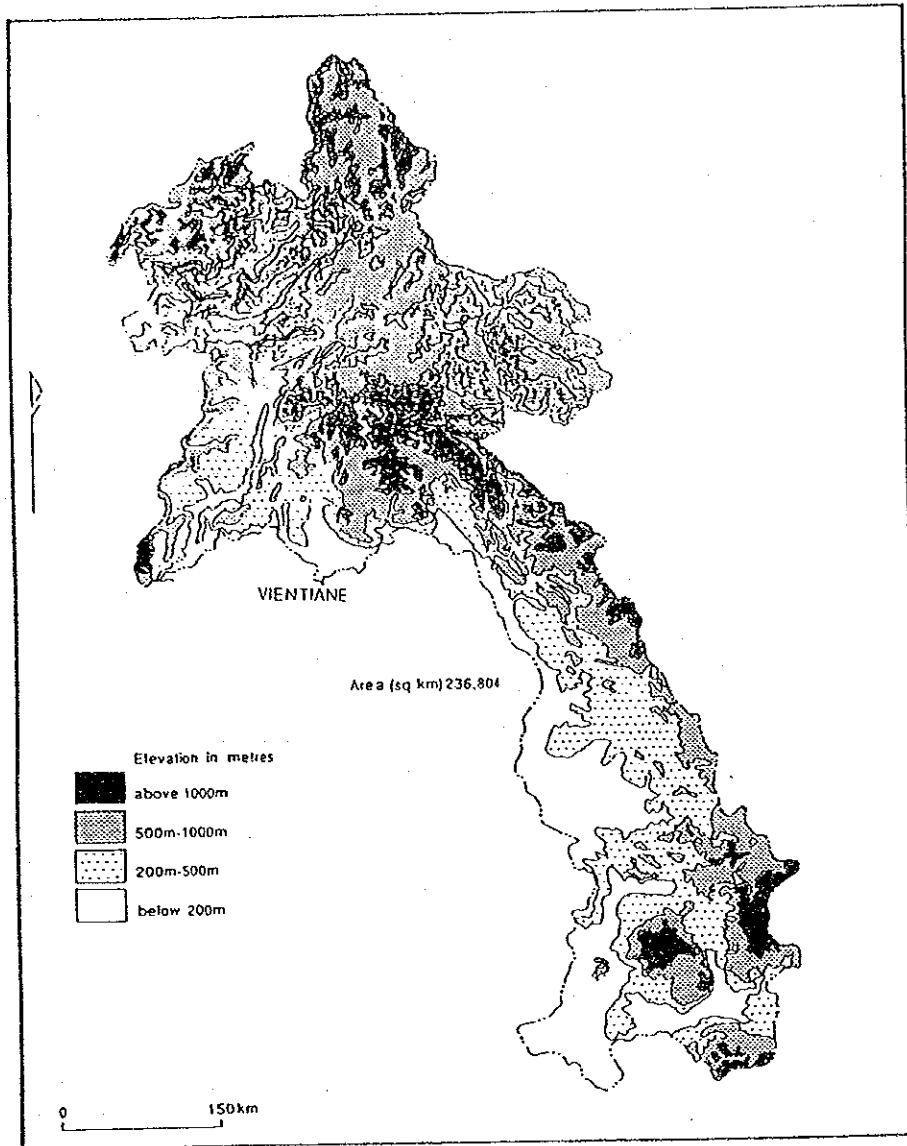 VIENTIANE
Area (sq km) 236,804
Elevation in metres
above 1000m
500m-1000m
200m-500m
below 200m
0 150km